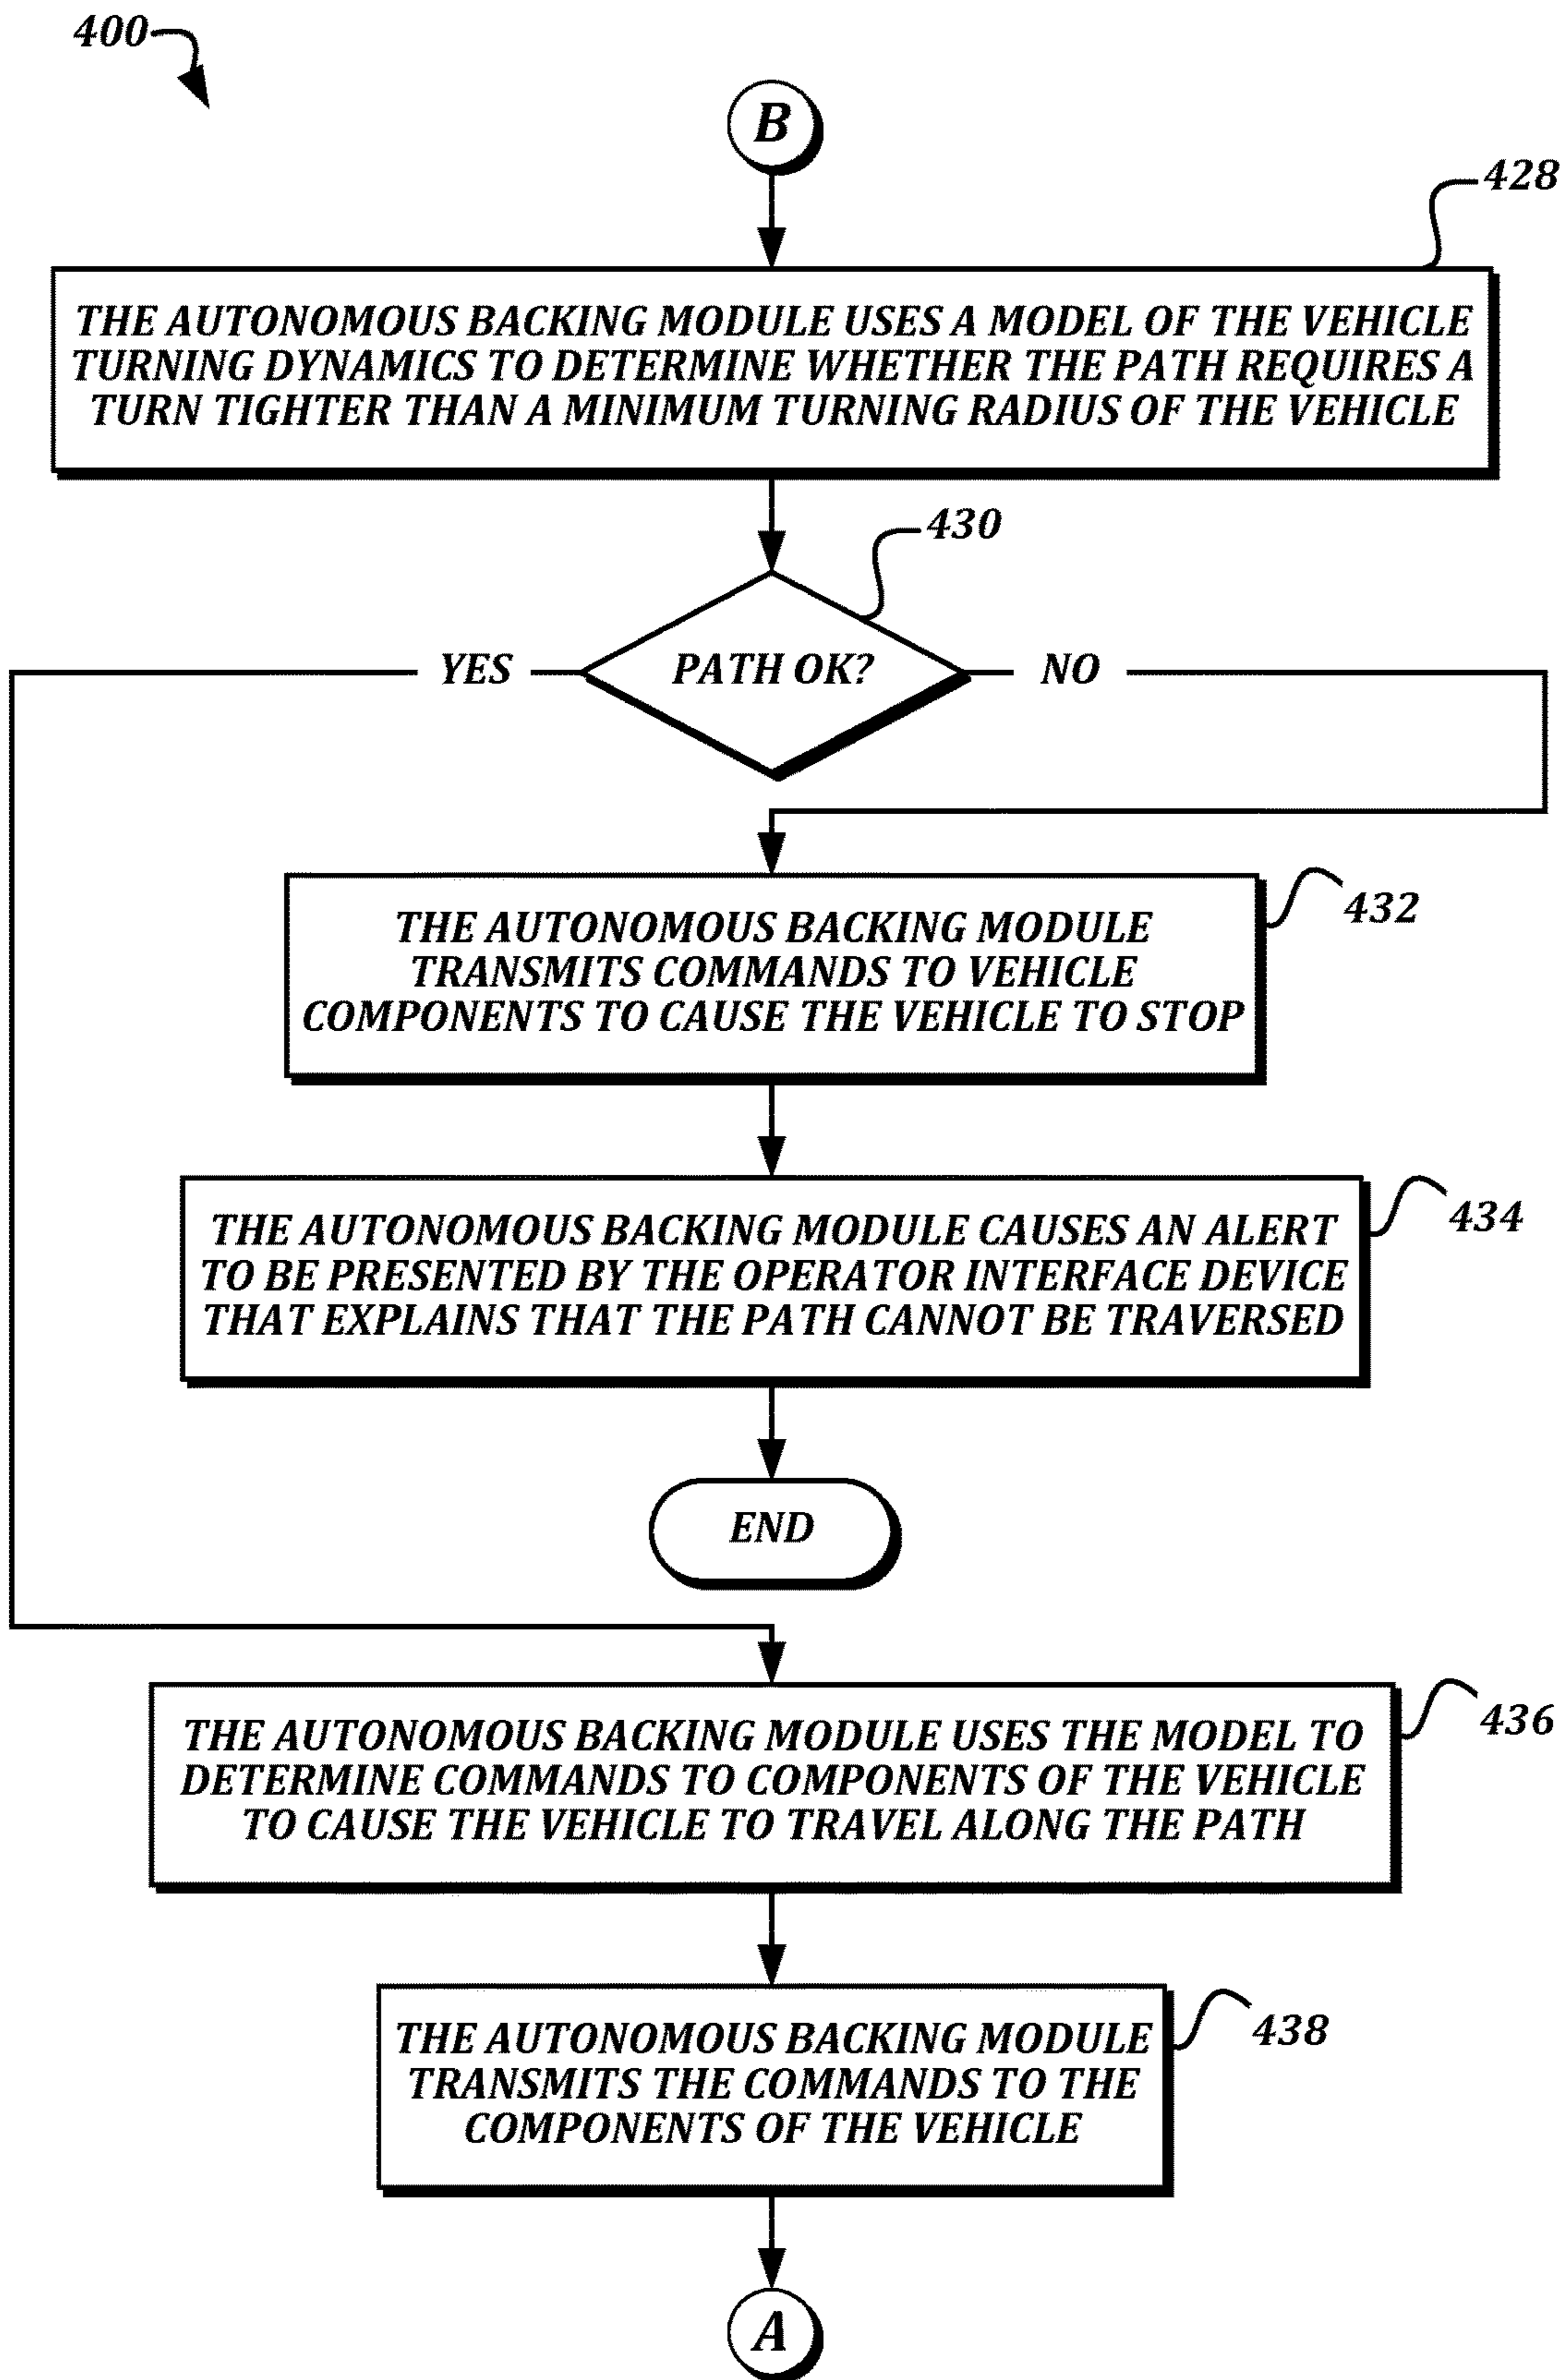 400
B
428
THE AUTONOMOUS BACKING MODULE USES A MODEL OF THE VEHICLE
TURNING DYNAMICS TO DETERMINE WHETHER THE PATH REQUIRES A
TURN TIGHTER THAN A MINIMUM TURNING RADIUS OF THE VEHICLE
430
YES
PATH OK?
NO
432
THE AUTONOMOUS BACKING MODULE
TRANSMITS COMMANDS TO VEHICLE
COMPONENTS TO CAUSE THE VEHICLE TO STOP
434
THE AUTONOMOUS BACKING MODULE CAUSES AN ALERT
TO BE PRESENTED BY THE OPERATOR INTERFACE DEVICE
THAT EXPLAINS THAT THE PATH CANNOT BE TRAVERSED
END
436
THE AUTONOMOUS BACKING MODULE USES THE MODEL TO
DETERMINE COMMANDS TO COMPONENTS OF THE VEHICLE
TO CAUSE THE VEHICLE TO TRAVEL ALONG THE PATH
438
THE AUTONOMOUS BACKING MODULE
TRANSMITS THE COMMANDS TO THE
COMPONENTS OF THE VEHICLE
A